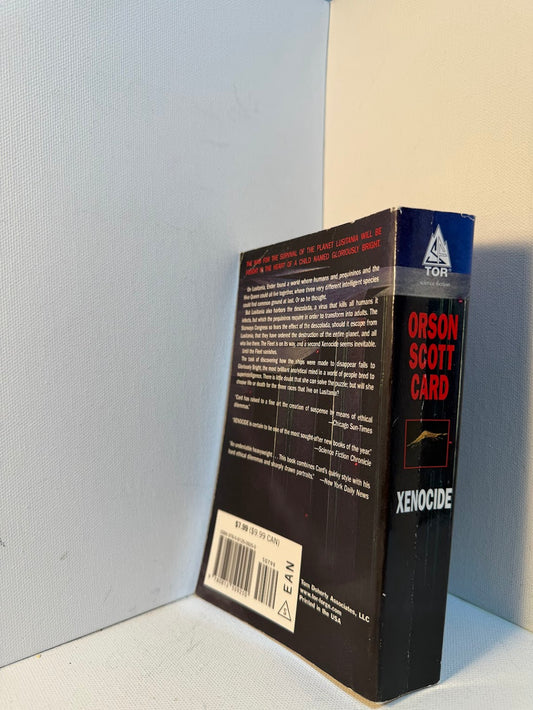 THE WAR FOR THE SURVIVAL OF THE PLANET LUSITANIA WILL BE
FOUGHT IN THE HEART OF A CHILD NAMED GLORIOUSLY BRIGHT.
On Lusitania, Ender found a world where humans and pequininos and the
Hive Queen could all live together; where three very different intelligent species
could find common ground at last. Or so he thought.
But Lusitania also harbors the descolada, a virus that kills all humans it
infects, but which the pequininos require in order to transform into adults. The
Starways Congress so fears the effect of the descolada, should it escape from
Lusitania, that they have ordered the destruction of the entire planet, and all
who live there. The Fleet is on its way, and a second Xenocide seems inevitable.
Until the Fleet vanishes.
The task of discovering how the ships were made to disappear falls to
Gloriously Bright, the most brilliant analytical mind in a world of people bred to
superintelligence. There is little doubt that she can solve the puzzle; but will she
choose life or death for the three races that live on Lusitania?
"Card has raised to a fine art the creation of suspense by means of ethical
dilemmas." —Chicago Sun-Times
"XENOCIDE is certain to be one of the most sought-after new books of the year."
—Science Fiction Chronicle
"An undeniable heavyweight... This book combines Card's quirky style with his
hard ethical dilemmas and sharply drawn portraits."
—New York Daily News
$7.99 ($9.99 CAN)
50799
EAN
Tom Doherty Associates, LLC
www.tor-forge.com
Printed in the USA
TOR®
science fiction
ORSON
SCOTT
CARD
XENOCIDE